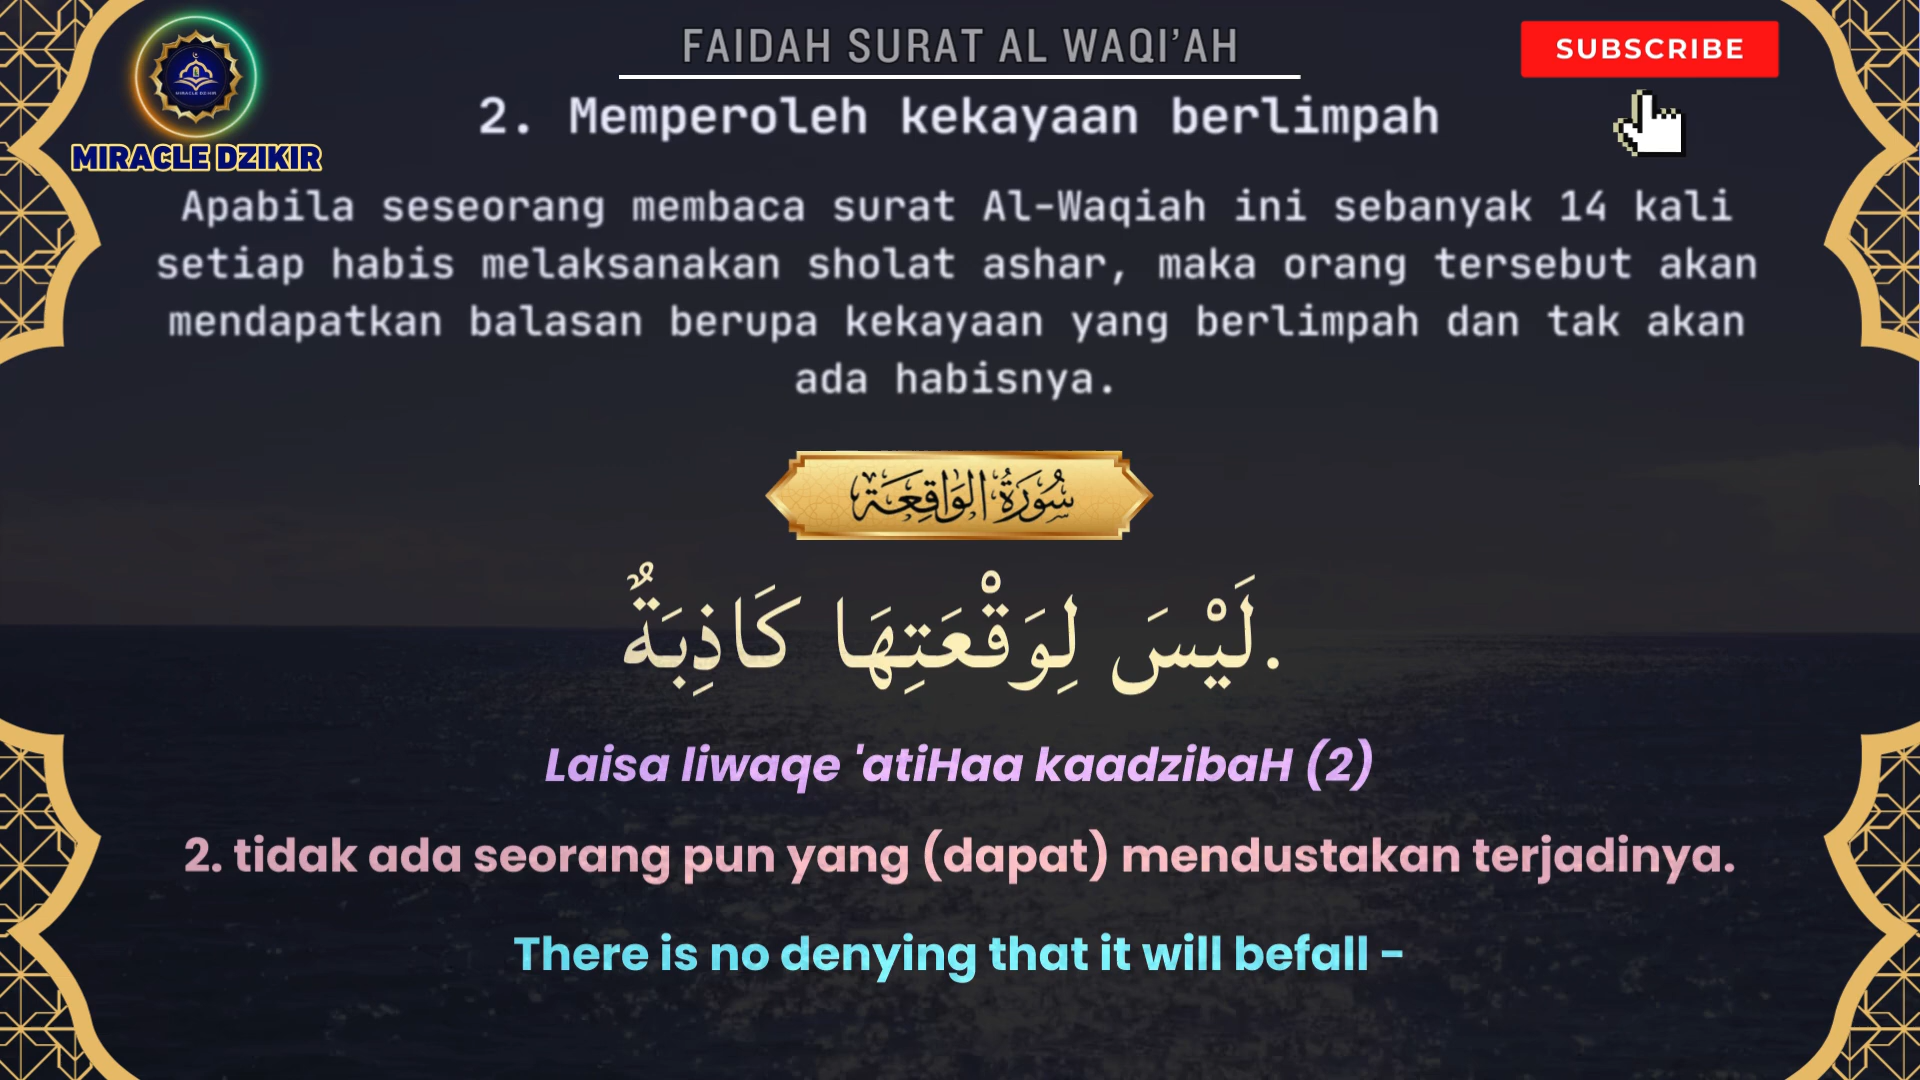 FAIDAH SURAT AL WAQI'AH
SUBSCRIBE
MIRACLE DZIKIR
2. Memperoleh kekayaan berlimpah
Apabila seseorang membaca surat Al-Waqiah ini sebanyak 14 kali
setiap habis melaksanakan sholat ashar, maka orang tersebut akan
mendapatkan balasan berupa kekayaan yang berlimpah dan tak akan
ada habisnya.
سُورَةُ الوَاقِعَة
.لَيْسَ لِوَقْعَتِهَا كَاذِبَةٌ
Laisa liwaqe 'atiHaa kaadzibaH (2)
2. tidak ada seorang pun yang (dapat) mendustakan terjadinya.
There is no denying that it will befall –